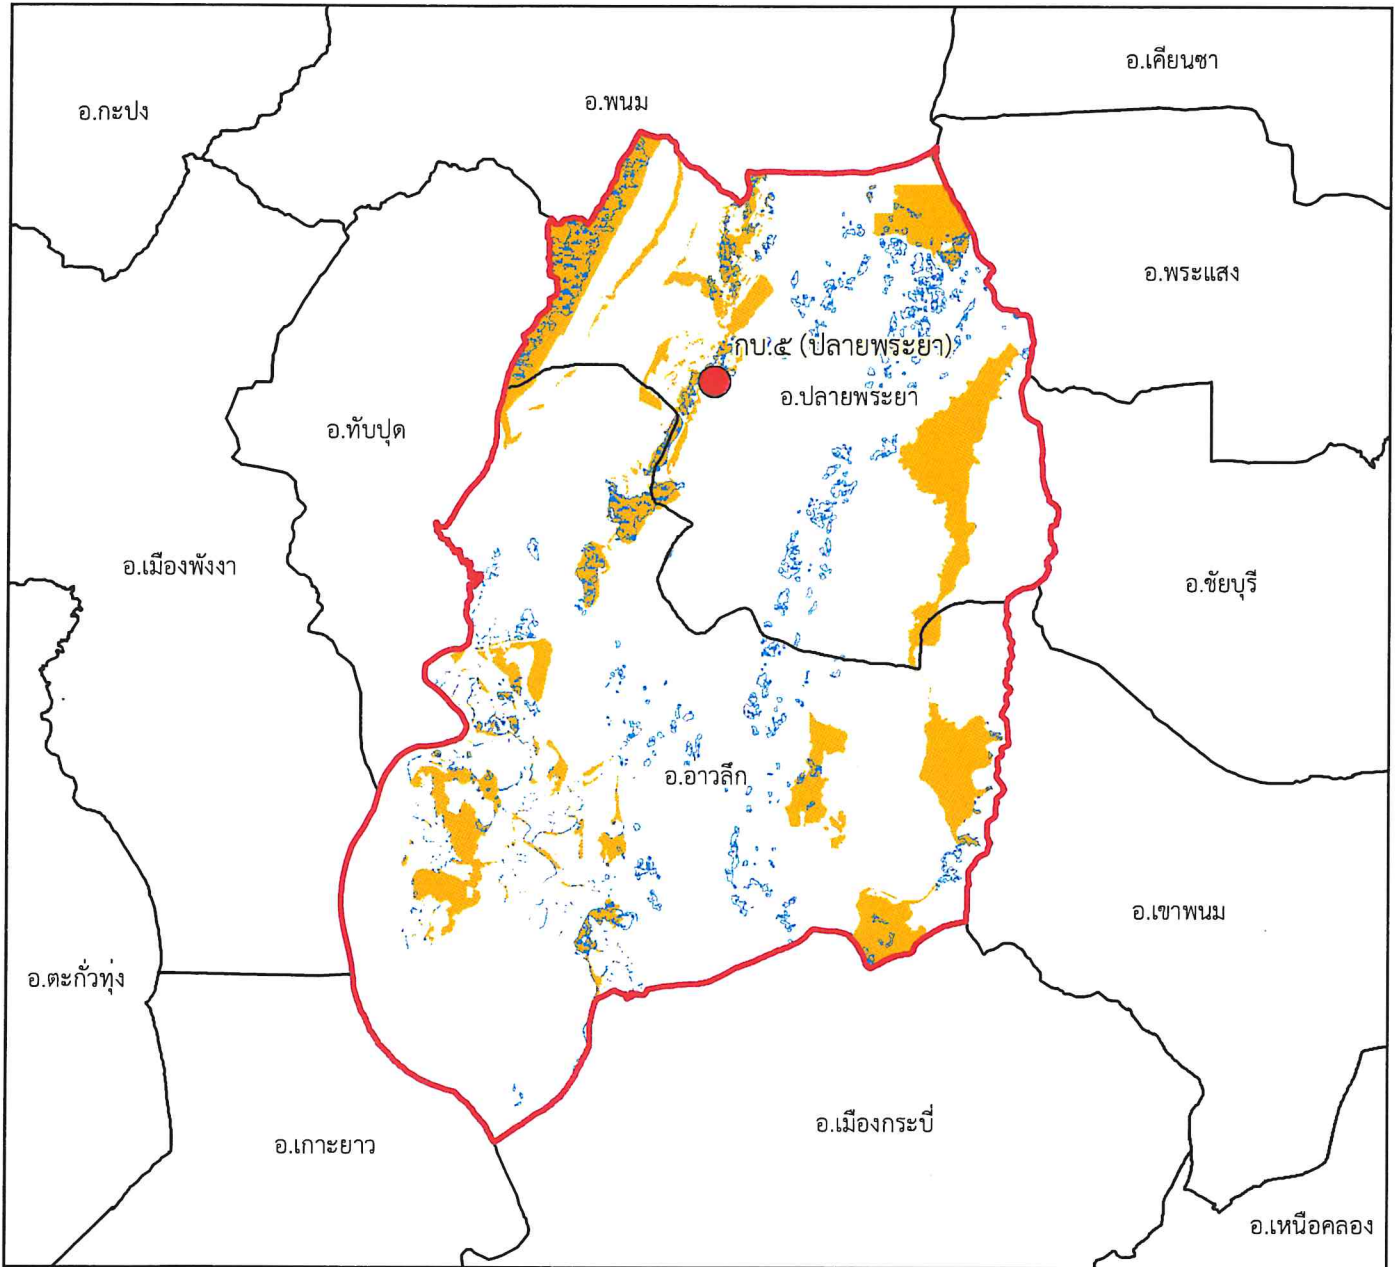 อ.เคียนซา
อ.กะปง
อ.พนม
อ.พระแสง
กบ.๕ (ปลายพระยา)
อ.ปลายพระยา
อ.ทับปุด
อ.เมืองพังงา
อ.ชัยบุรี
อ.อาวลึก
อ.เขาพนม
อ.ตะกั่วทุ่ง
อ.เมืองกระบี่
อ.เกาะยาว
อ.เหนือคลอง